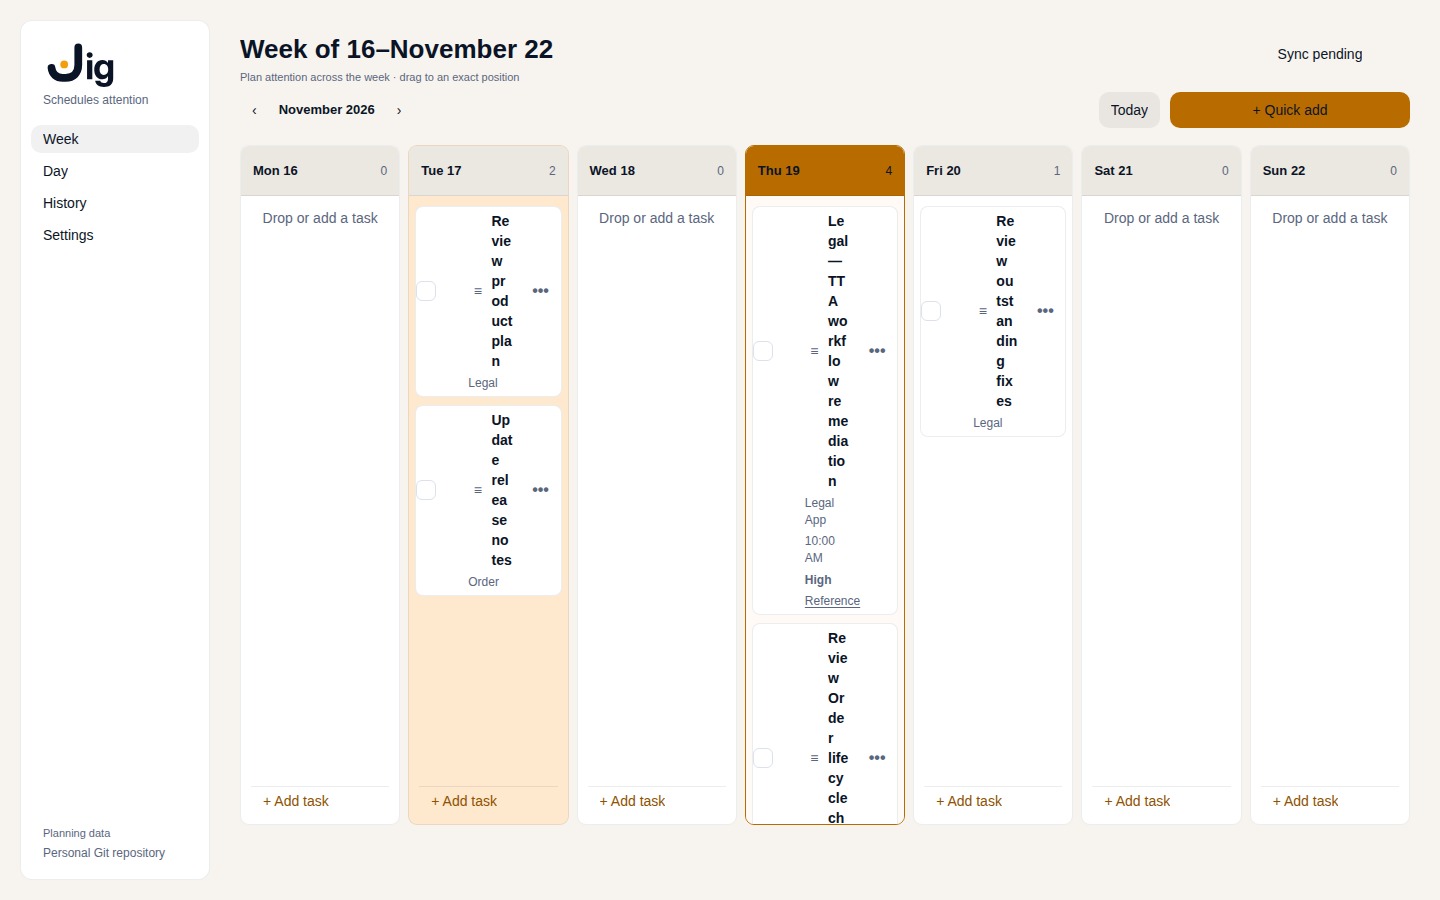 Jig
Schedules attention
Week
Day
History
Settings
Planning data
Personal Git repository
Week of 16–November 22
Plan attention across the week · drag to an exact position
Sync pending
‹ November 2026 ›
Today
+ Quick add
Mon 16 0
Drop or add a task
+ Add task
Tue 17 2
Re
vie
w
pr
od
uct
pla
n
≡ •••
Legal
Up
dat
e
rel
ea
se
no
tes
≡ •••
Order
+ Add task
Wed 18 0
Drop or add a task
+ Add task
Thu 19 4
Le
gal
—
TT
A
wo
rkf
lo
w
re
me
dia
tio
n
≡ •••
Legal
App
10:00
AM
High
Reference
Re
vie
w
Or
de
r
life
cy
cle
ch
≡ •••
Fri 20 1
Re
vie
w
ou
tst
an
din
g
fix
es
≡ •••
Legal
+ Add task
Sat 21 0
Drop or add a task
+ Add task
Sun 22 0
Drop or add a task
+ Add task